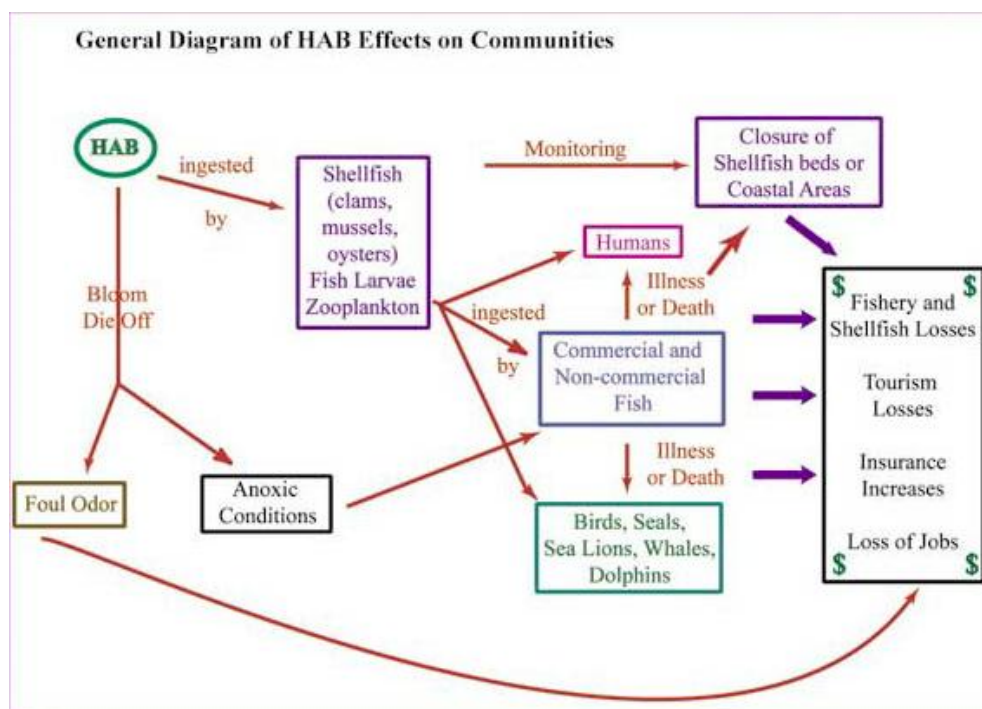 General Diagram of HAB Effects on Communities
HAB
ingested
by
Shellfish
(clams,
mussels,
oysters)
Fish Larvae
Zooplankton
Monitoring
Closure of
Shellfish beds or
Coastal Areas
Humans
Illness
or Death
Bloom
Die Off
ingested
by
Commercial and
Non-commercial
Fish
$ $
Fishery and
Shellfish Losses
Tourism
Losses
Insurance
Increases
Loss of Jobs
$ $
Illness
or Death
Foul Odor
Anoxic
Conditions
Birds, Seals,
Sea Lions, Whales,
Dolphins